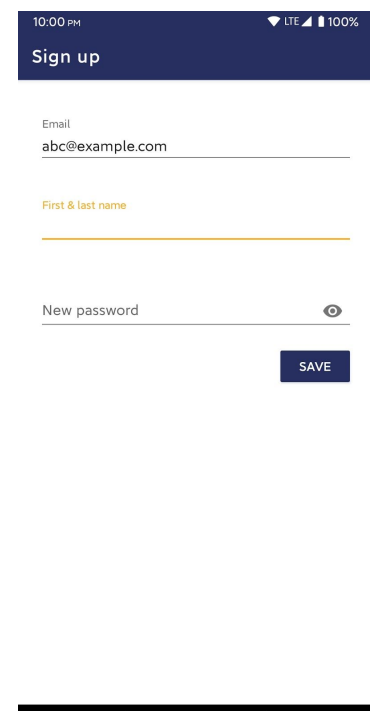 10:00 PM LTE 100%
Sign up
Email
abc@example.com
First & last name
New password
SAVE